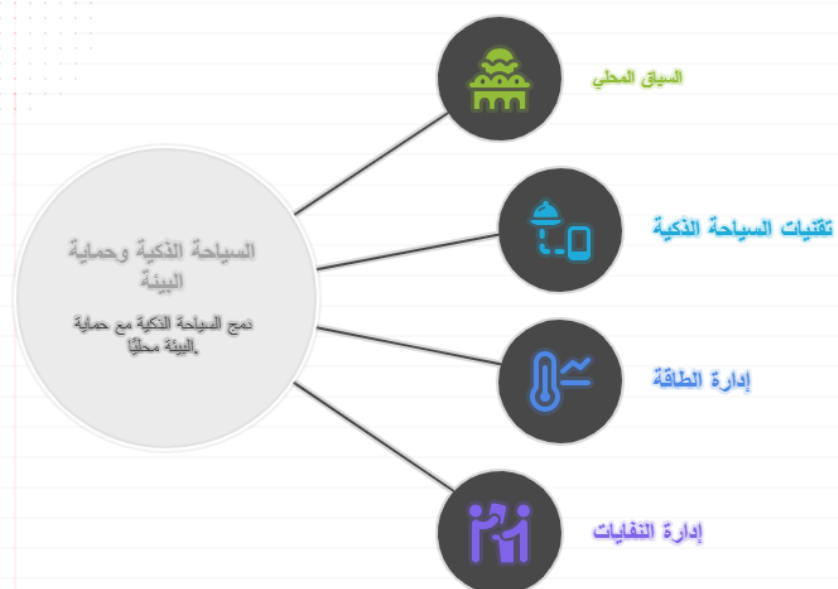 السياحة الذكية وحماية
البيئة
دمج السياحة الذكية مع حماية
البيئة محليًا.
السياق المحلي
تقنيات السياحة الذكية
إدارة الطاقة
إدارة النفايات